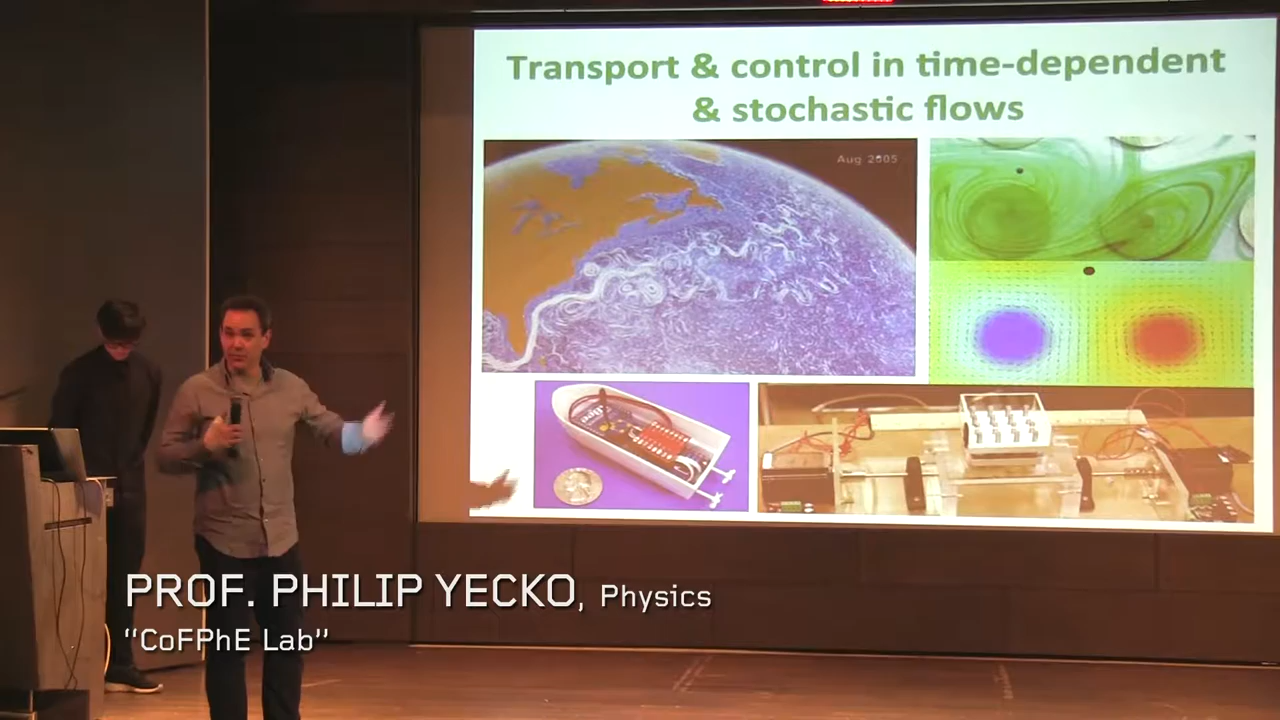 Transport & control in time-dependent
& stochastic flows
Aug 2005
PROF. PHILIP YECKO, Physics
“CoFPhE Lab”